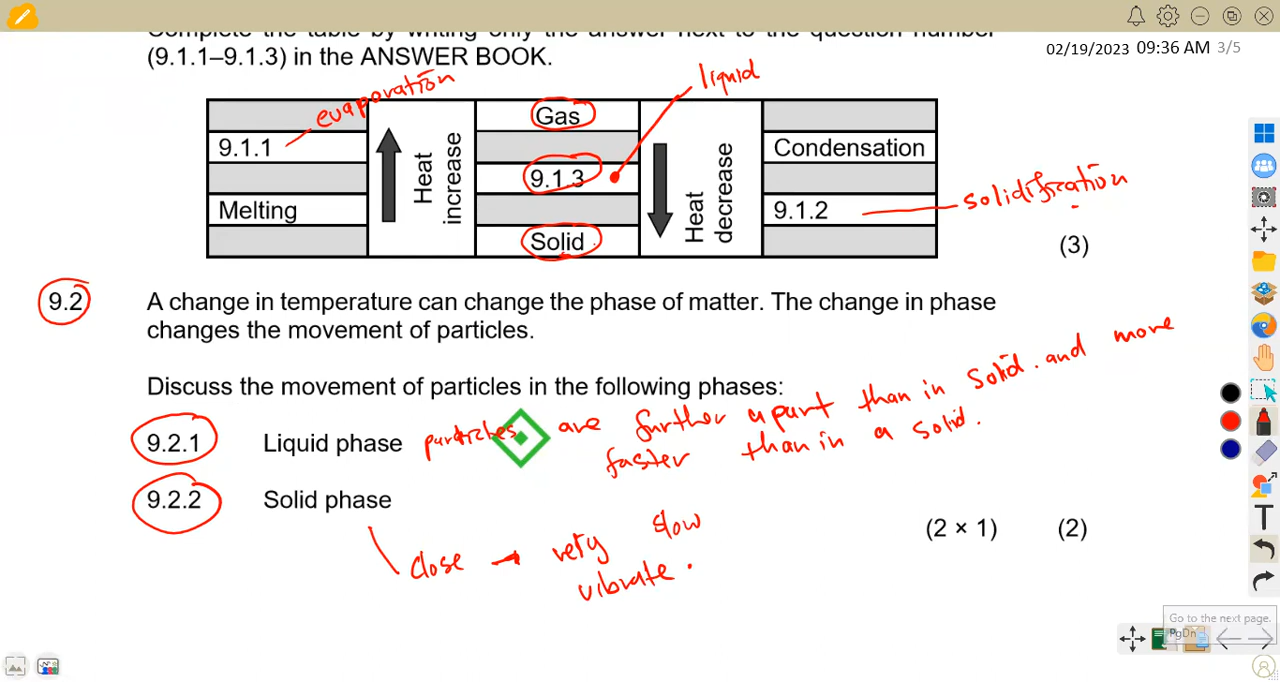 Complete the table by writing only the answer next to the question number
(9.1.1–9.1.3) in the ANSWER BOOK.
02/19/2023 09:36 AM 3/5
evaporation
liquid
Gas
9.1.1
Heat increase
9.1.3
Heat decrease
Condensation
Melting
9.1.2
solidification
Solid
(3)
9.2 A change in temperature can change the phase of matter. The change in phase
changes the movement of particles.
Discuss the movement of particles in the following phases:
9.2.1 Liquid phase particles are further apart than in solid. and more
faster than in a solid.
9.2.2 Solid phase
(2 × 1) (2)
close → very slow
vibrate.
Go to the next page.
PgDn
T